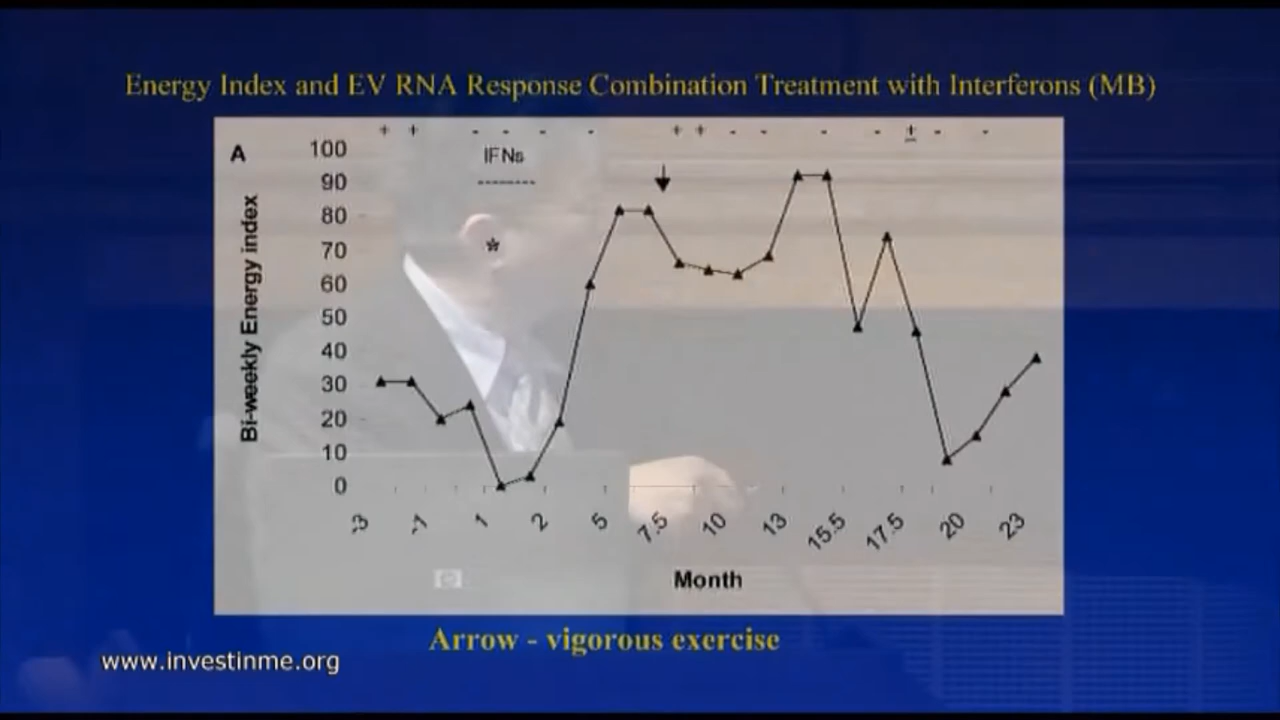 Energy Index and EV RNA Response Combination Treatment with Interferons (MB)
+ + - - - - + + - - - - ± - -
A
IFNs
--------
*
Bi-weekly Energy index
100
90
80
70
60
50
40
30
20
10
0
-3 -1 1 2 5 7.5 10 13 15.5 17.5 20 23
Month
Arrow - vigorous exercise
www.investinme.org
hp